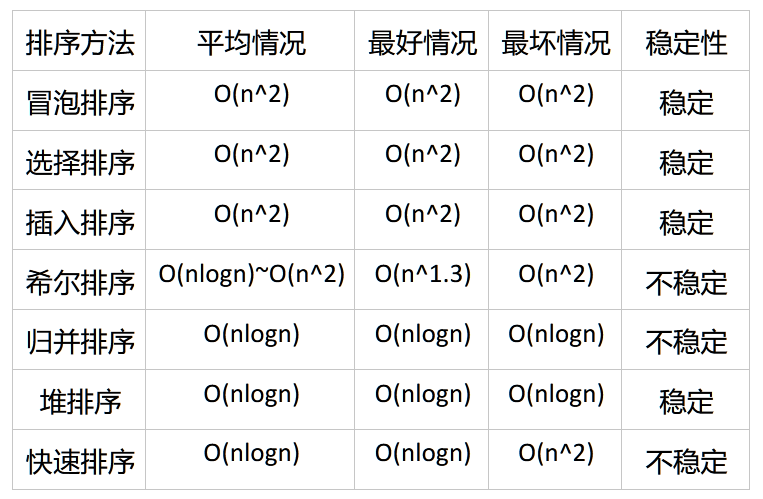 排序方法 平均情况 最好情况 最坏情况 稳定性
冒泡排序 O(n^2) O(n^2) O(n^2) 稳定
选择排序 O(n^2) O(n^2) O(n^2) 稳定
插入排序 O(n^2) O(n^2) O(n^2) 稳定
希尔排序 O(nlogn)~O(n^2) O(n^1.3) O(n^2) 不稳定
归并排序 O(nlogn) O(nlogn) O(nlogn) 不稳定
堆排序 O(nlogn) O(nlogn) O(nlogn) 稳定
快速排序 O(nlogn) O(nlogn) O(n^2) 不稳定